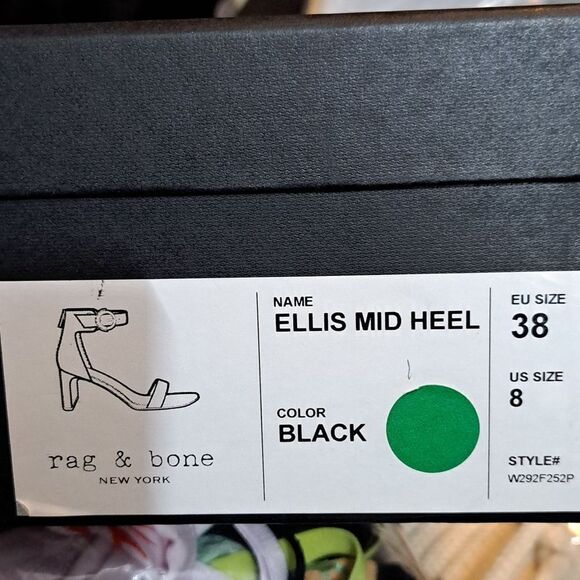 rag & bone
NEW YORK
NAME
ELLIS MID HEEL
COLOR
BLACK
EU SIZE
38
US SIZE
8
STYLE#
W292F252P